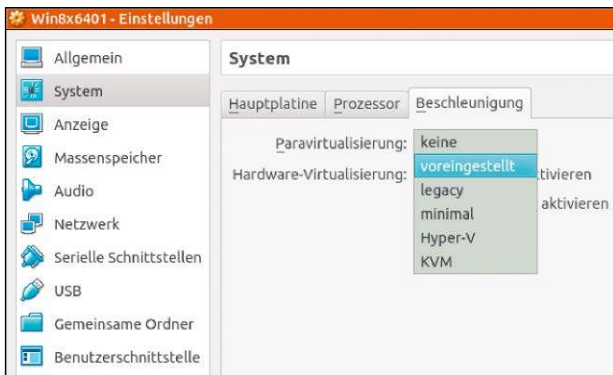 Win8x6401 - Einstellungen
Allgemein
System
Anzeige
Massenspeicher
Audio
Netzwerk
Serielle Schnittstellen
USB
Gemeinsame Ordner
Benutzerschnittstelle
System
Hauptplatine Prozessor Beschleunigung
Paravirtualisierung:
Hardware-Virtualisierung:
keine
voreingestellt
legacy
minimal
Hyper-V
KVM
tivieren
aktivieren